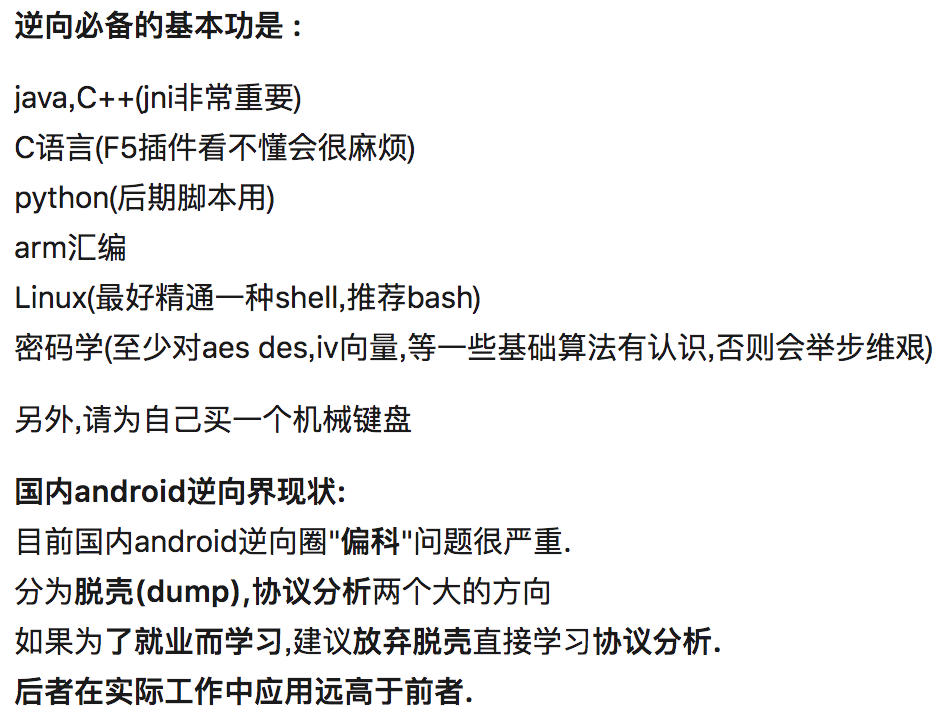 逆向必备的基本功是：
java,C++(jni非常重要)
C语言(F5插件看不懂会很麻烦)
python(后期脚本用)
arm汇编
Linux(最好精通一种shell,推荐bash)
密码学(至少对aes des,iv向量,等一些基础算法有认识,否则会举步维艰)
另外,请为自己买一个机械键盘
国内android逆向界现状:
目前国内android逆向圈"偏科"问题很严重.
分为脱壳(dump),协议分析两个大的方向
如果为了就业而学习,建议放弃脱壳直接学习协议分析.
后者在实际工作中应用远高于前者.